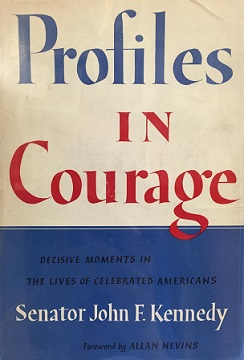 Profiles
IN
Courage
DECISIVE MOMENTS IN
THE LIVES OF CELEBRATED AMERICANS
Senator John F. Kennedy
Foreword by ALLAN NEVINS